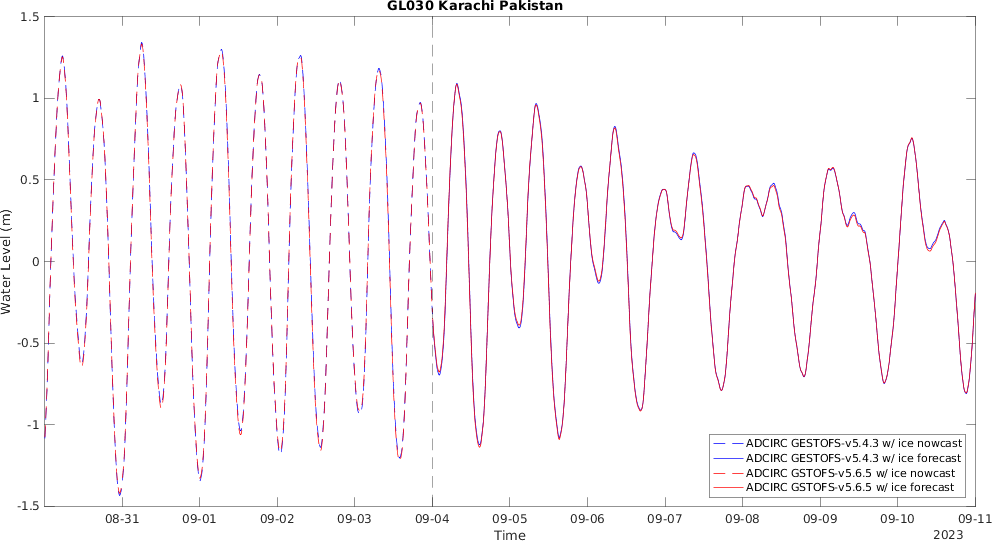 GL030 Karachi Pakistan
1.5
1
0.5
0
-0.5
-1
-1.5
Water Level (m)
08-31
09-01
09-02
09-03
09-04
09-05
09-06
09-07
09-08
09-09
09-10
09-11
Time
2023
ADCIRC GESTOFS-v5.4.3 w/ ice nowcast
ADCIRC GESTOFS-v5.4.3 w/ ice forecast
ADCIRC GSTOFS-v5.6.5 w/ ice nowcast
ADCIRC GSTOFS-v5.6.5 w/ ice forecast